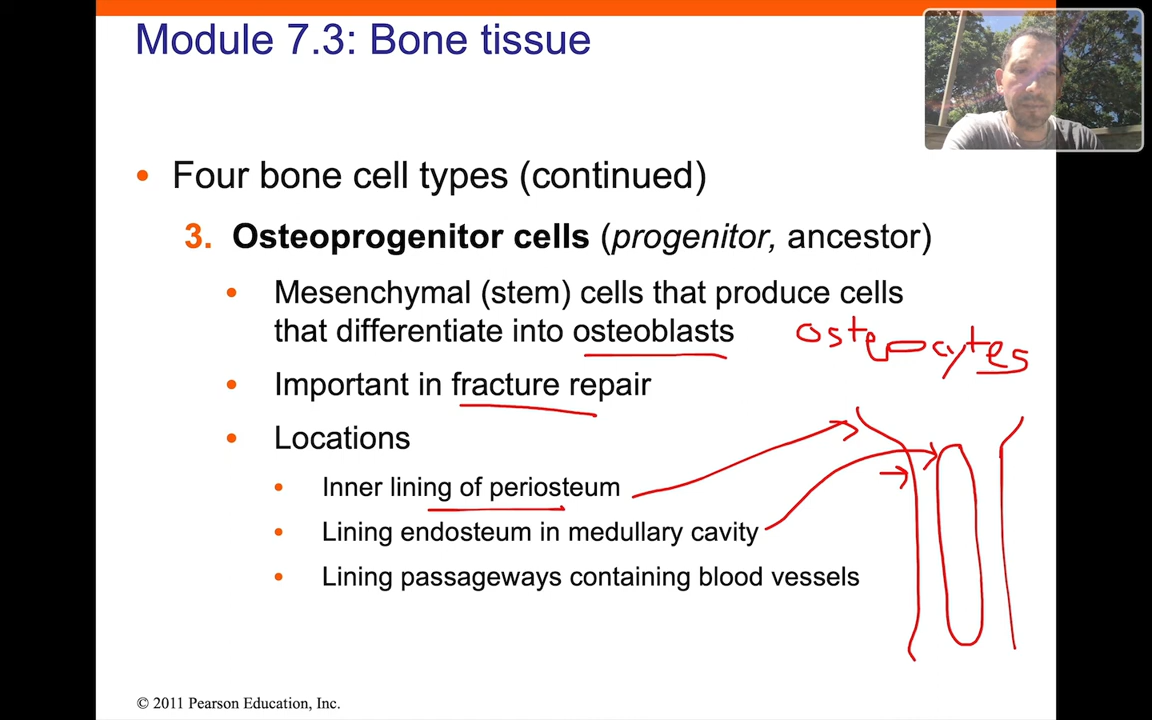 Module 7.3: Bone tissue
• Four bone cell types (continued)
3. Osteoprogenitor cells (progenitor, ancestor)
• Mesenchymal (stem) cells that produce cells
that differentiate into osteoblasts
osteocytes
• Important in fracture repair
• Locations
• Inner lining of periosteum
• Lining endosteum in medullary cavity
• Lining passageways containing blood vessels
© 2011 Pearson Education, Inc.